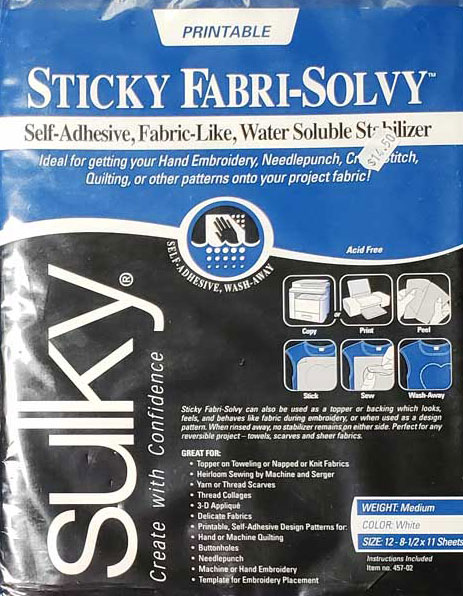 PRINTABLE
STICKY FABRI-SOLVY™
Self-Adhesive, Fabric-Like, Water Soluble Stabilizer
Ideal for getting your Hand Embroidery, Needlepunch, Stitch,
Quilting, or other patterns onto your project fabric!
$14.50
SELF-ADHESIVE, WASH-AWAY
Acid Free
sulky®
Create with Confidence
Copy or Print Peel
Stick Sew Wash-Away
Sticky Fabri-Solvy can also be used as a topper or backing which looks,
feels, and behaves like fabric during embroidery, or when used as a design
pattern. When rinsed away, no stabilizer remains on either side. Perfect for any
reversible project – towels, scarves and sheer fabrics.
GREAT FOR:
• Topper on Toweling or Napped or Knit Fabrics
• Heirloom Sewing by Machine and Serger
• Yarn or Thread Scarves
• Thread Collages
• 3-D Appliqué
• Delicate Fabrics
• Printable, Self-Adhesive Design Patterns for:
• Hand or Machine Quilting
• Buttonholes
• Needlepunch
• Machine or Hand Embroidery
• Template for Embroidery Placement
WEIGHT: Medium
COLOR: White
SIZE: 12 - 8-1/2 x 11 Sheets
Instructions Included
Item no. 457-02